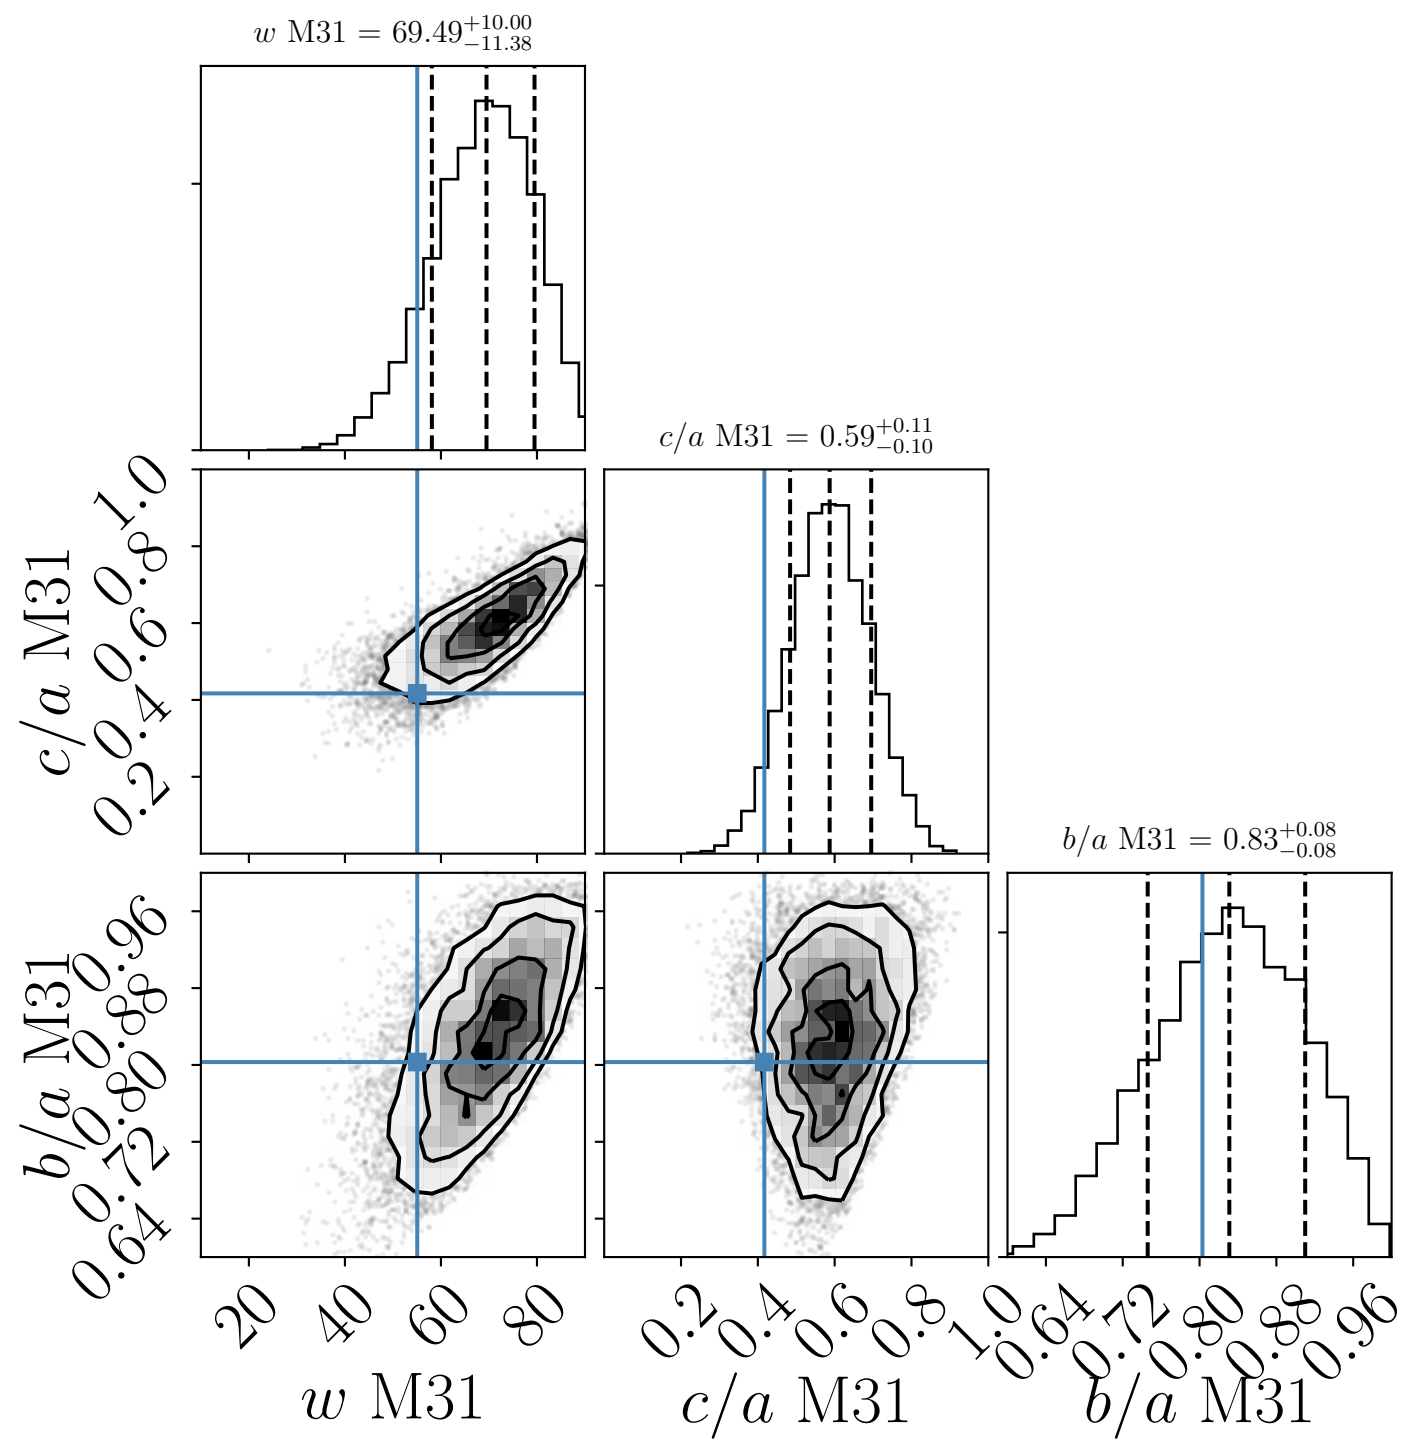 w M31 = 69.49 +10.00 −11.38
c/a M31 = 0.59 +0.11 −0.10
1.0
0.8
0.6
0.4
0.2
c/a M31
b/a M31 = 0.83 +0.08 −0.08
0.96
0.88
0.80
0.72
0.64
b/a M31
20 40 60 80
0.2 0.4 0.6 0.8 1.0
0.64 0.72 0.80 0.88 0.96
w M31 c/a M31 b/a M31